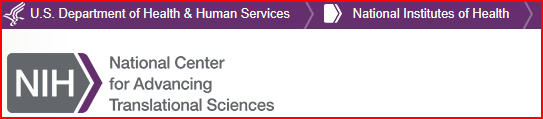 U.S. Department of Health & Human Services
National Institutes of Health
NIH
National Center
for Advancing
Translational Sciences